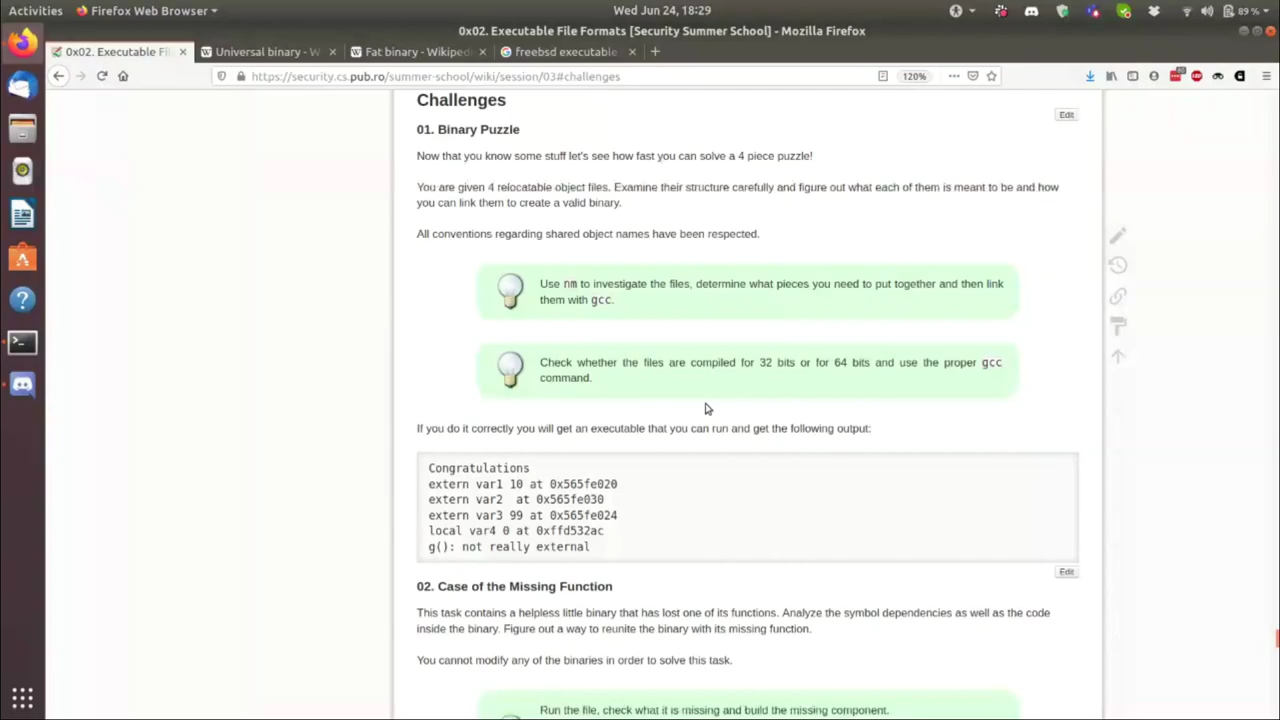 Activities
Firefox Web Browser
Wed Jun 24, 18:29
89 %
0x02. Executable File Formats [Security Summer School] - Mozilla Firefox
0x02. Executable Fil
Universal binary - W
Fat binary - Wikiped
freebsd executable
https://security.cs.pub.ro/summer-school/wiki/session/03#challenges
120%
Challenges
Edit
01. Binary Puzzle
Now that you know some stuff let's see how fast you can solve a 4 piece puzzle!
You are given 4 relocatable object files. Examine their structure carefully and figure out what each of them is meant to be and how
you can link them to create a valid binary.
All conventions regarding shared object names have been respected.
Use nm to investigate the files, determine what pieces you need to put together and then link
them with gcc.
Check whether the files are compiled for 32 bits or for 64 bits and use the proper gcc
command.
If you do it correctly you will get an executable that you can run and get the following output:
Congratulations
extern var1 10 at 0x565fe020
extern var2  at 0x565fe030
extern var3 99 at 0x565fe024
local var4 0 at 0xffd532ac
g(): not really external
Edit
02. Case of the Missing Function
This task contains a helpless little binary that has lost one of its functions. Analyze the symbol dependencies as well as the code
inside the binary. Figure out a way to reunite the binary with its missing function.
You cannot modify any of the binaries in order to solve this task.
Run the file, check what it is missing and build the missing component.